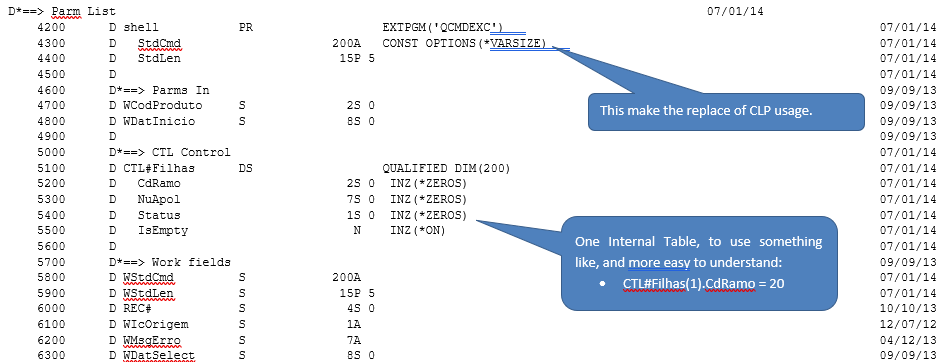 D*==> Parm List 07/01/14
4200 D shell PR EXTPGM('QCMDEXC') 07/01/14
4300 D StdCmd 200A CONST OPTIONS(*VARSIZE) 07/01/14
4400 D StdLen 15P 5 07/01/14
4500 D 07/01/14
4600 D*==> Parms In 09/09/13
4700 D WCodProduto S 2S 0 09/09/13
4800 D WDatInicio S 8S 0 09/09/13
4900 D 09/09/13
This make the replace of CLP usage.
5000 D*==> CTL Control 07/01/14
5100 D CTL#Filhas DS QUALIFIED DIM(200) 07/01/14
5200 D CdRamo 2S 0 INZ(*ZEROS) 07/01/14
5300 D NuApol 7S 0 INZ(*ZEROS) 07/01/14
5400 D Status 1S 0 INZ(*ZEROS) 07/01/14
5500 D IsEmpty N INZ(*ON) 07/01/14
5600 D 07/01/14
5700 D*==> Work fields 09/09/13
5800 D WStdCmd S 200A 07/01/14
5900 D WStdLen S 15P 5 07/01/14
6000 D REC# S 4S 0 10/10/13
6100 D WIcOrigem S 1A 12/07/12
6200 D WMsgErro S 7A 04/12/13
6300 D WDatSelect S 8S 0 09/09/13
One Internal Table, to use something
like, and more easy to understand:
• CTL#Filhas(1).CdRamo = 20